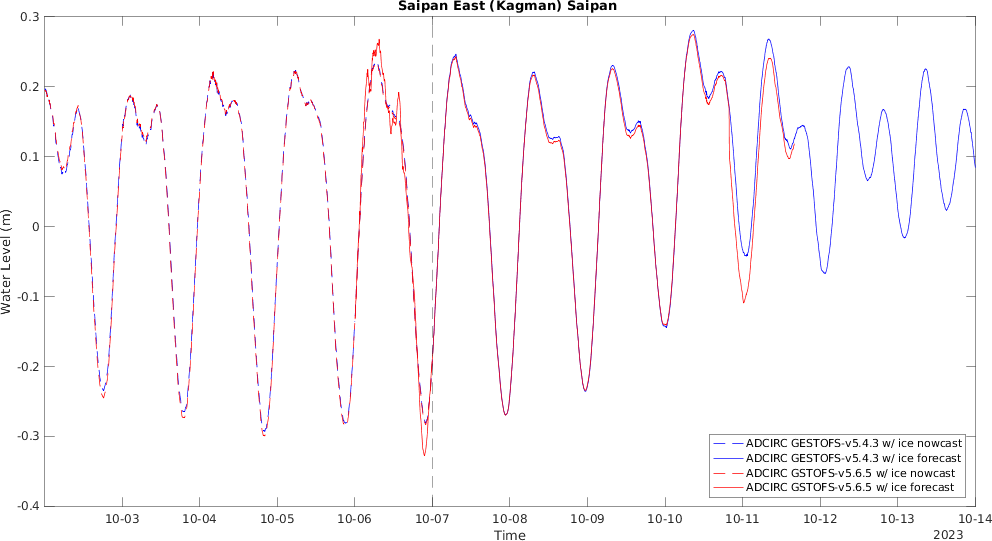 Saipan East (Kagman) Saipan
0.3
0.2
0.1
0
-0.1
-0.2
-0.3
-0.4
Water Level (m)
ADCIRC GESTOFS-v5.4.3 w/ ice nowcast
ADCIRC GESTOFS-v5.4.3 w/ ice forecast
ADCIRC GSTOFS-v5.6.5 w/ ice nowcast
ADCIRC GSTOFS-v5.6.5 w/ ice forecast
10-03 10-04 10-05 10-06 10-07 10-08 10-09 10-10 10-11 10-12 10-13 10-14
Time
2023